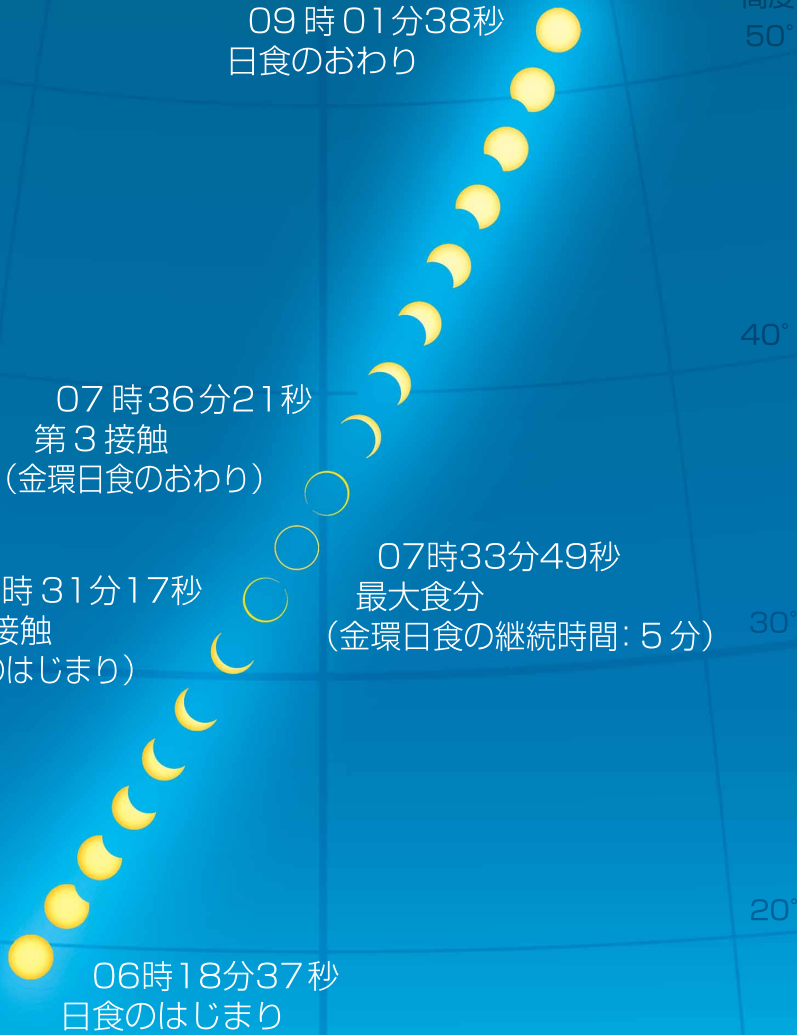 09時01分38秒
日食のおわり
50°
40°
07時36分21秒
第3接触
（金環日食のおわり）
07時33分49秒
最大食分
（金環日食の継続時間：5分）
時31分17秒
接触
はじまり）
30°
20°
06時18分37秒
日食のはじまり